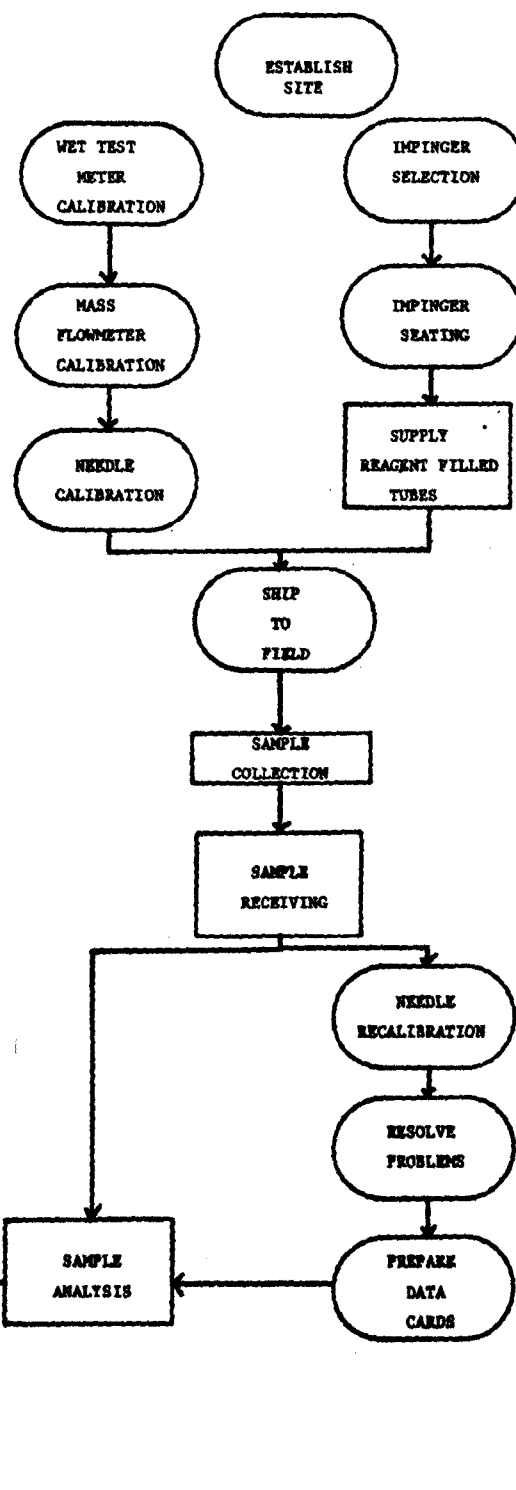 ESTABLISH
SITE
WET TEST
METER
CALIBRATION
IMPINGER
SELECTION
MASS
FLOWMETER
CALIBRATION
IMPINGER
SEATING
NEEDLE
CALIBRATION
SUPPLY
REAGENT FILLED
TUBES
SHIP
TO
FIELD
SAMPLE
COLLECTION
SAMPLE
RECEIVING
NEEDLE
RECALIBRATION
RESOLVE
PROBLEMS
SAMPLE
ANALYSIS
PREPARE
DATA
CARDS